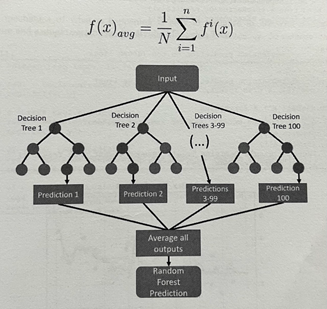 f(x)_{avg} = \frac{1}{N} \sum_{i=1}^{n} f^{i}(x)
Input
Decision
Tree 1
Decision
Tree 2
Decision
Trees 3-99
(...)
Decision
Tree 100
Prediction 1
Prediction 2
Predictions
3-99
Prediction
100
Average all
outputs
Random
Forest
Prediction